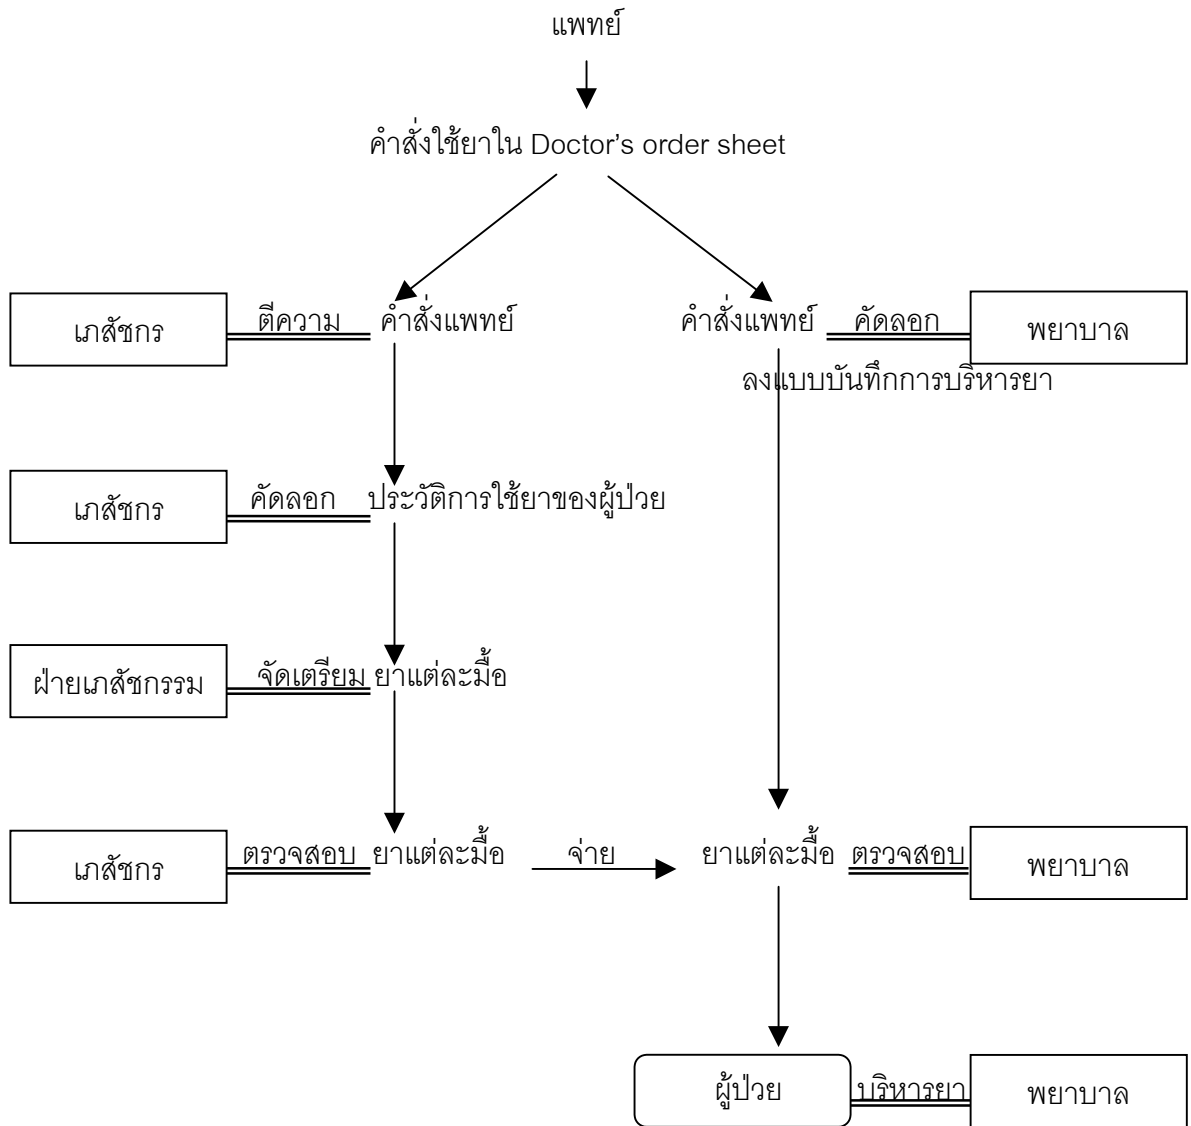 แพทย์
คำสั่งใช้ยาใน Doctor's order sheet
เภสัชกร ตีความ คำสั่งแพทย์ คำสั่งแพทย์ คัดลอก พยาบาล
ลงแบบบันทึกการบริหารยา
เภสัชกร คัดลอก ประวัติการใช้ยาของผู้ป่วย
ฝ่ายเภสัชกรรม จัดเตรียม ยาแต่ละมื้อ
เภสัชกร ตรวจสอบ ยาแต่ละมื้อ จ่าย ยาแต่ละมื้อ ตรวจสอบ พยาบาล
ผู้ป่วย บริหารยา พยาบาล